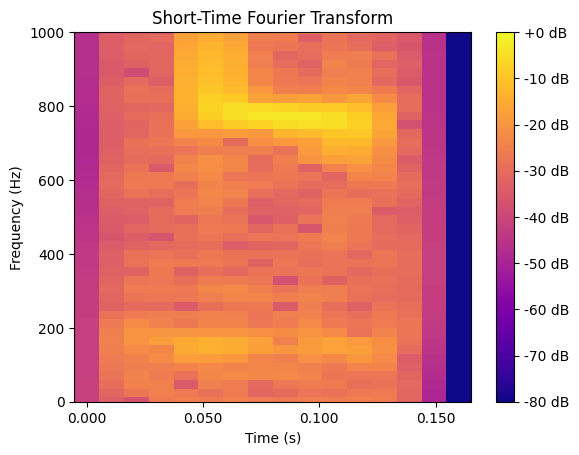 Short-Time Fourier Transform
1000
800
600
400
200
0
Frequency (Hz)
0.000
0.050
0.100
0.150
Time (s)
+0 dB
-10 dB
-20 dB
-30 dB
-40 dB
-50 dB
-60 dB
-70 dB
-80 dB